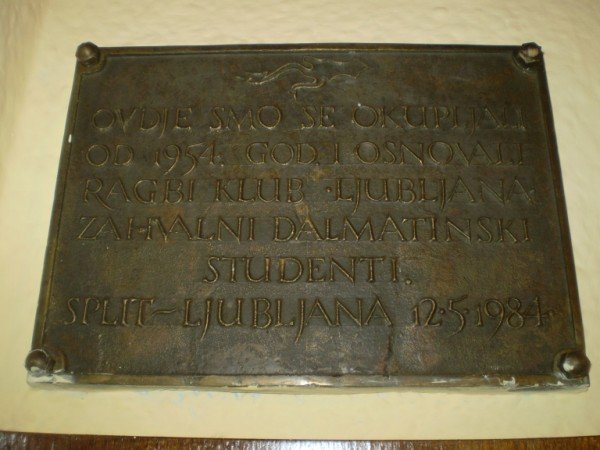 OVDJE SMO SE OKUPLJALI
OD 1954. GOD. I OSNOVALI
RAGBI KLUB ·LJUBLJANA
ZAHVALNI DALMATINSKI
STUDENTI.
SPLIT~LJUBLJANA 12·5·1984